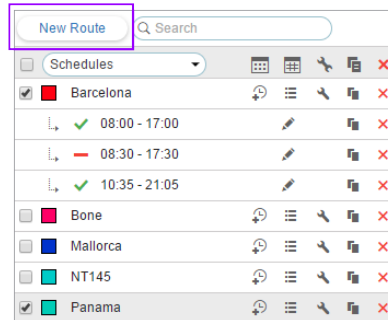 New Route Search
Schedules
Barcelona
08:00 - 17:00
08:30 - 17:30
10:35 - 21:05
Bone
Mallorca
NT145
Panama